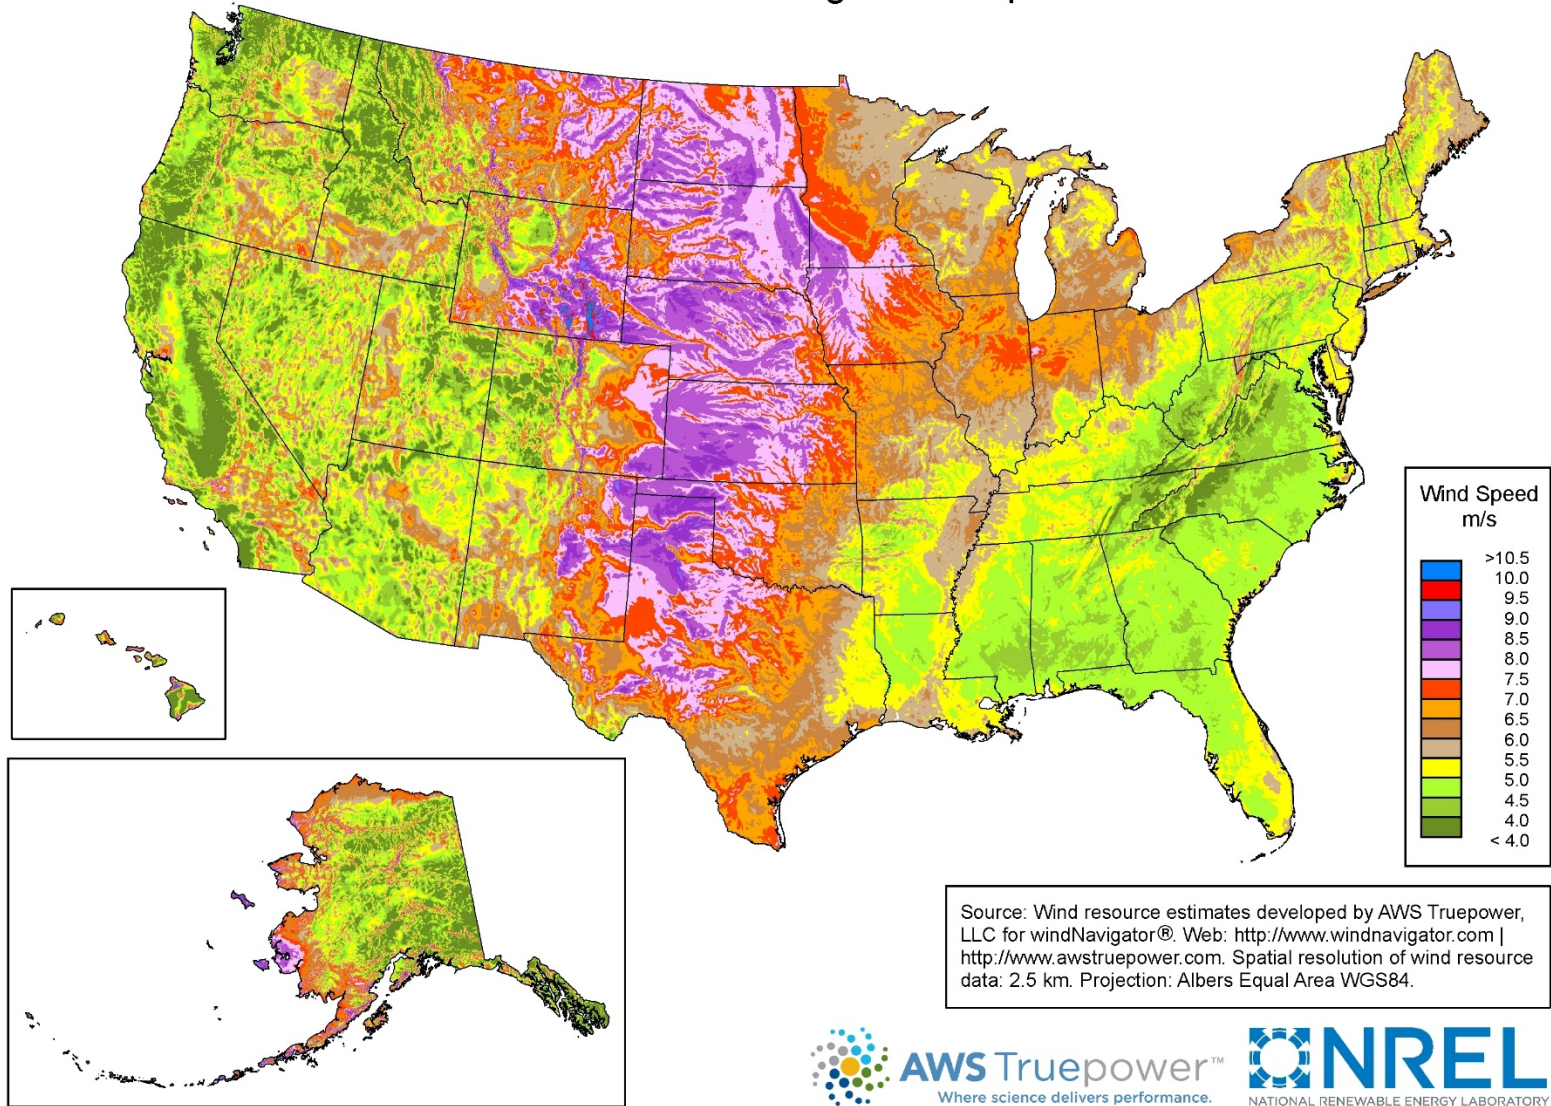 Wind Speed
m/s
>10.5
10.0
9.5
9.0
8.5
8.0
7.5
7.0
6.5
6.0
5.5
5.0
4.5
4.0
< 4.0
Source: Wind resource estimates developed by AWS Truepower,
LLC for windNavigator®. Web: http://www.windnavigator.com |
http://www.awstruepower.com. Spatial resolution of wind resource
data: 2.5 km. Projection: Albers Equal Area WGS84.
AWS Truepower™
Where science delivers performance.
NREL
NATIONAL RENEWABLE ENERGY LABORATORY